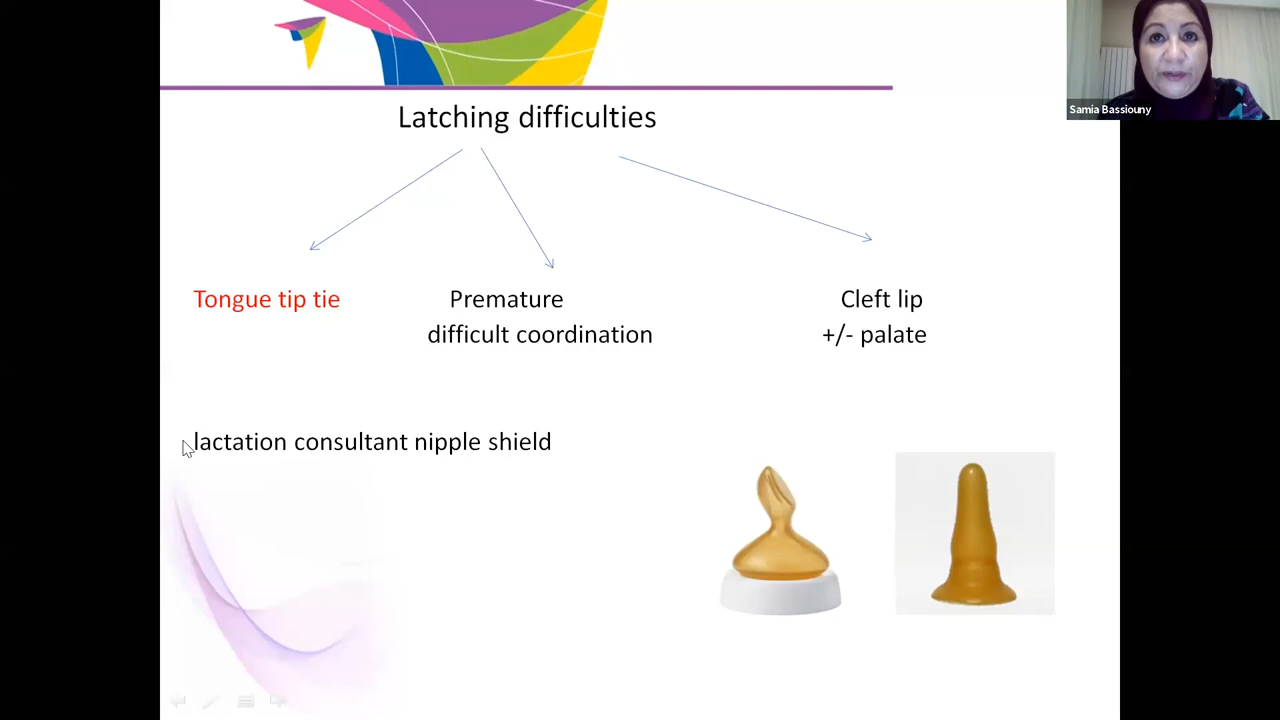 Samia Bassiouny
Latching difficulties
Tongue tip tie
Premature
difficult coordination
Cleft lip
+/- palate
lactation consultant nipple shield